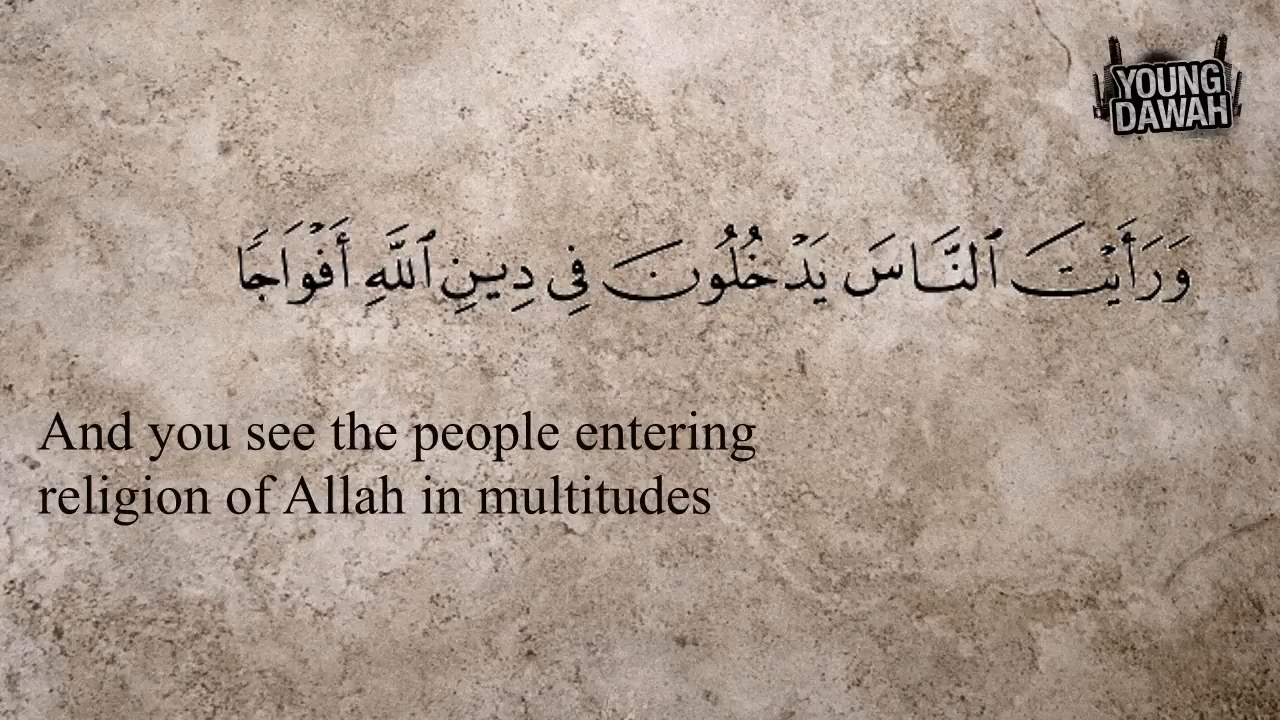 YOUNG
DAWAH
وَرَأَيْتَ ٱلنَّاسَ يَدْخُلُونَ فِى دِينِ ٱللَّهِ أَفْوَاجًا
And you see the people entering
religion of Allah in multitudes